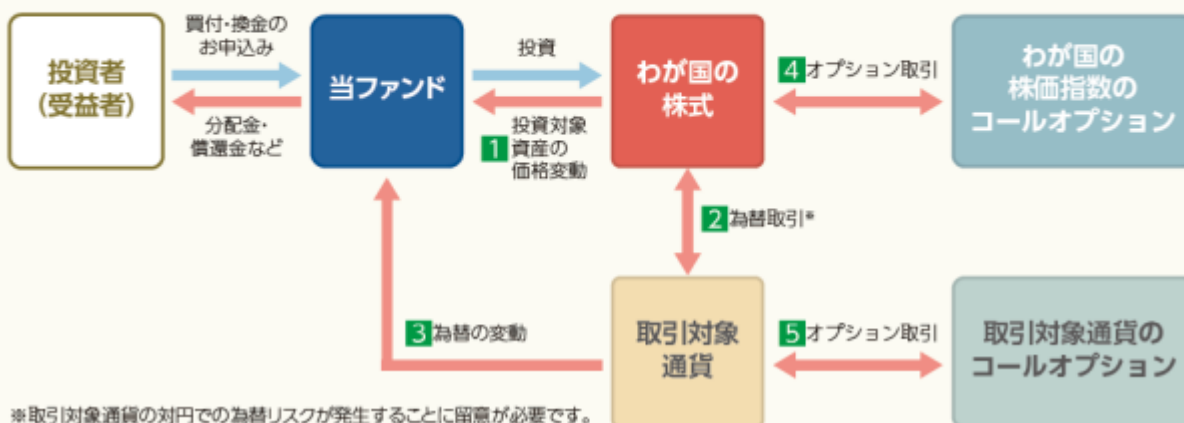 買付・換金の
お申込み
投資者
(受益者)
分配金・
償還金など
当ファンド
投資
1 投資対象
資産の
価格変動
わが国の
株式
4 オプション取引
わが国の
株価指数の
コールオプション
2 為替取引*
3 為替の変動
取引対象
通貨
5 オプション取引
取引対象通貨の
コールオプション
※取引対象通貨の対円での為替リスクが発生することに留意が必要です。